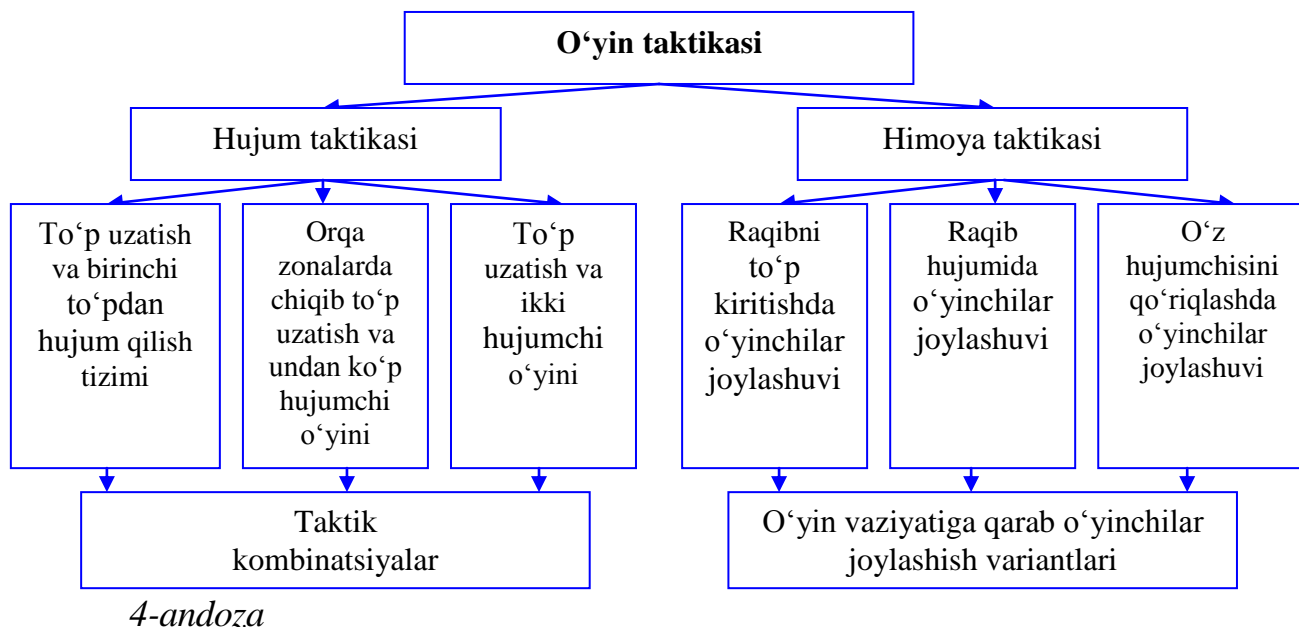 O‘yin taktikasi
Hujum taktikasi
Himoya taktikasi
To‘p uzatish
va birinchi
to‘pdan
hujum qilish
tizimi
Orqa
zonalarda
chiqib to‘p
uzatish va
undan ko‘p
hujumchi
o‘yini
To‘p
uzatish va
ikki
hujumchi
o‘yini
Raqibni
to‘p
kiritishda
o‘yinchilar
joylashuvi
Raqib
hujumida
o‘yinchilar
joylashuvi
O‘z
hujumchisini
qo‘riqlashda
o‘yinchilar
joylashuvi
Taktik
kombinatsiyalar
O‘yin vaziyatiga qarab o‘yinchilar
joylashish variantlari
4-andoza